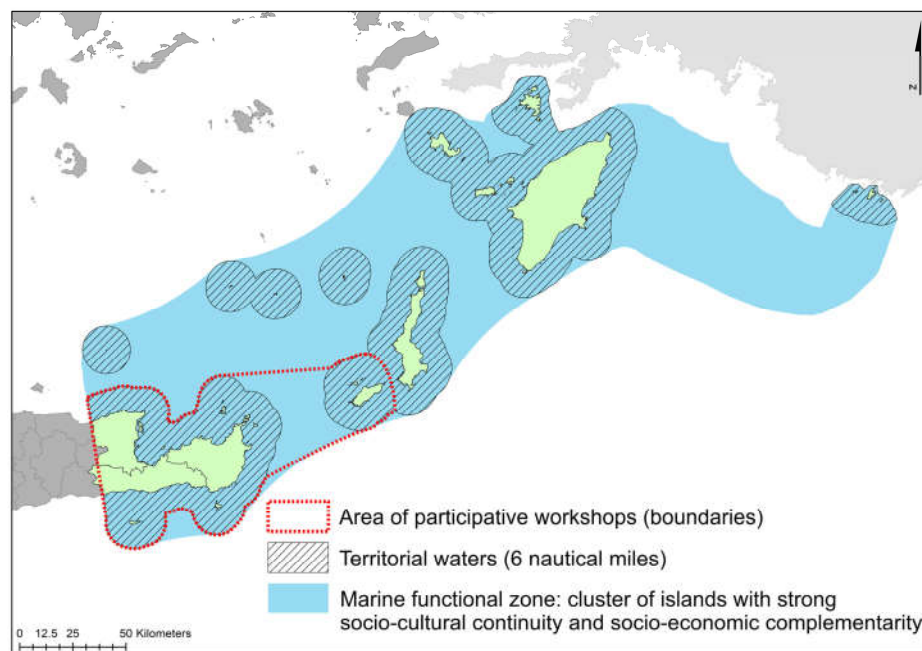 N
Area of participative workshops (boundaries)
Territorial waters (6 nautical miles)
Marine functional zone: cluster of islands with strong
socio-cultural continuity and socio-economic complementarity
0 12.5 25 50 Kilometers